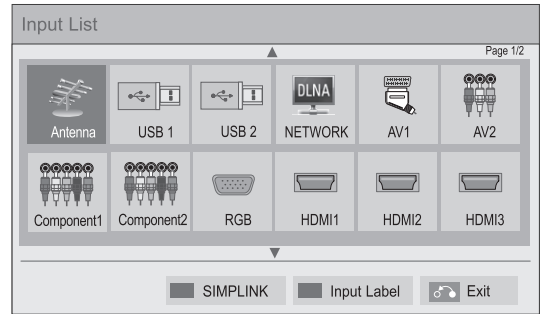 Input List
Page 1/2
DLNA
Antenna USB 1 USB 2 NETWORK AV1 AV2
Component1 Component2 RGB HDMI1 HDMI2 HDMI3
SIMPLINK Input Label Exit